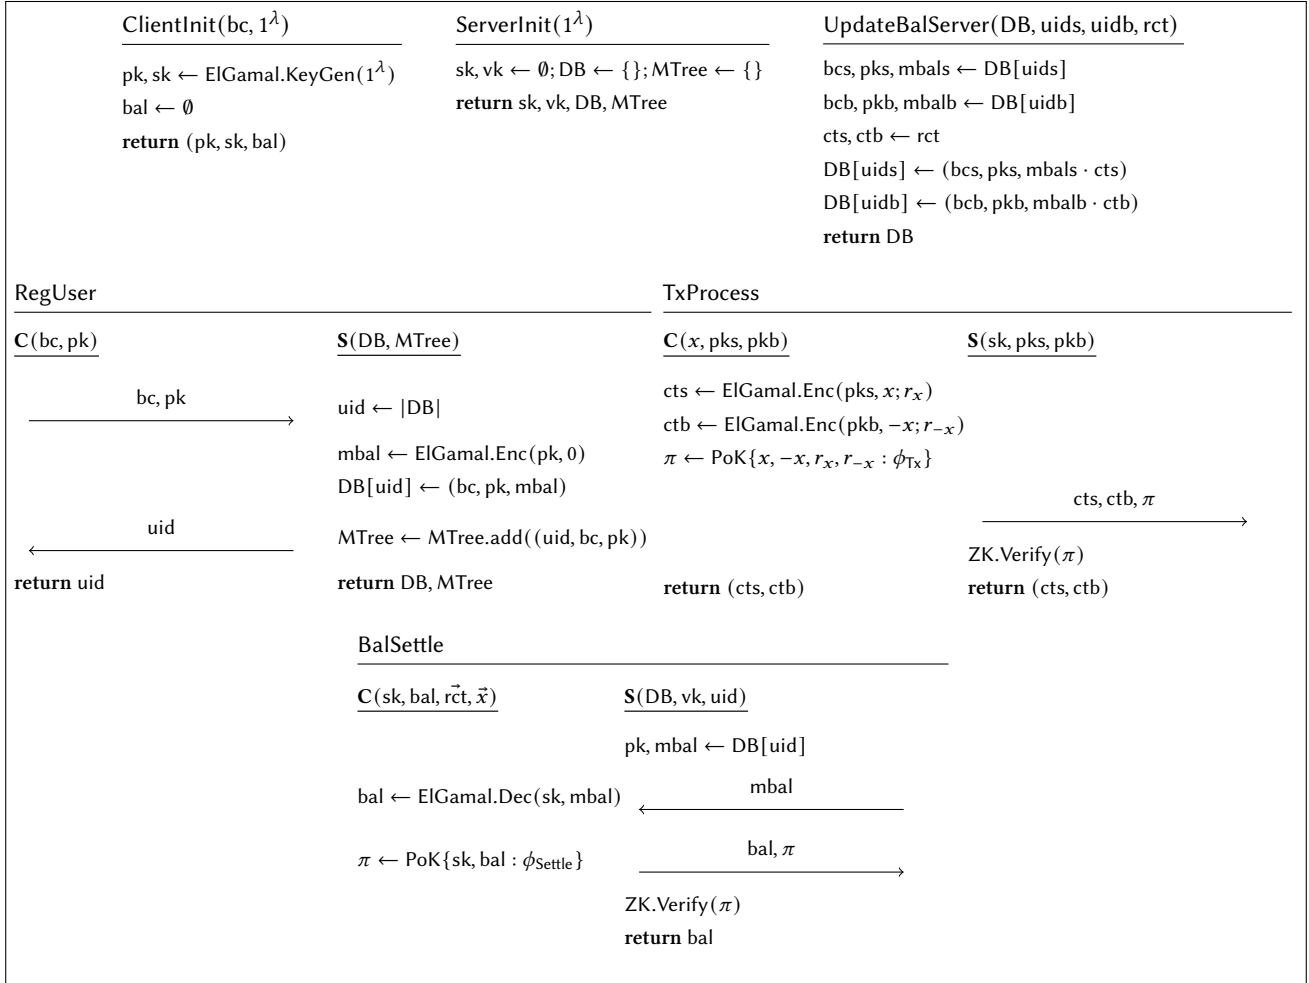 ClientInit(bc, 1^λ)
pk, sk ← ElGamal.KeyGen(1^λ)
bal ← ∅
return (pk, sk, bal)
ServerInit(1^λ)
sk, vk ← ∅; DB ← {}; MTree ← {}
return sk, vk, DB, MTree
UpdateBalServer(DB, uids, uidb, rct)
bcs, pks, mbals ← DB[uids]
bcb, pkb, mbalb ← DB[uidb]
cts, ctb ← rct
DB[uids] ← (bcs, pks, mbals · cts)
DB[uidb] ← (bcb, pkb, mbalb · ctb)
return DB
RegUser
C(bc, pk)
S(DB, MTree)
bc, pk
uid ← |DB|
mbal ← ElGamal.Enc(pk, 0)
DB[uid] ← (bc, pk, mbal)
uid
MTree ← MTree.add((uid, bc, pk))
return uid
return DB, MTree
TxProcess
C(x, pks, pkb)
S(sk, pks, pkb)
cts ← ElGamal.Enc(pks, x; r_x)
ctb ← ElGamal.Enc(pkb, −x; r_−x)
π ← PoK{x, −x, r_x, r_−x : ϕ_Tx}
cts, ctb, π
ZK.Verify(π)
return (cts, ctb)
return (cts, ctb)
BalSettle
C(sk, bal, r⃗ct, x⃗)
S(DB, vk, uid)
pk, mbal ← DB[uid]
mbal
bal ← ElGamal.Dec(sk, mbal)
bal, π
π ← PoK{sk, bal : ϕ_Settle}
ZK.Verify(π)
return bal